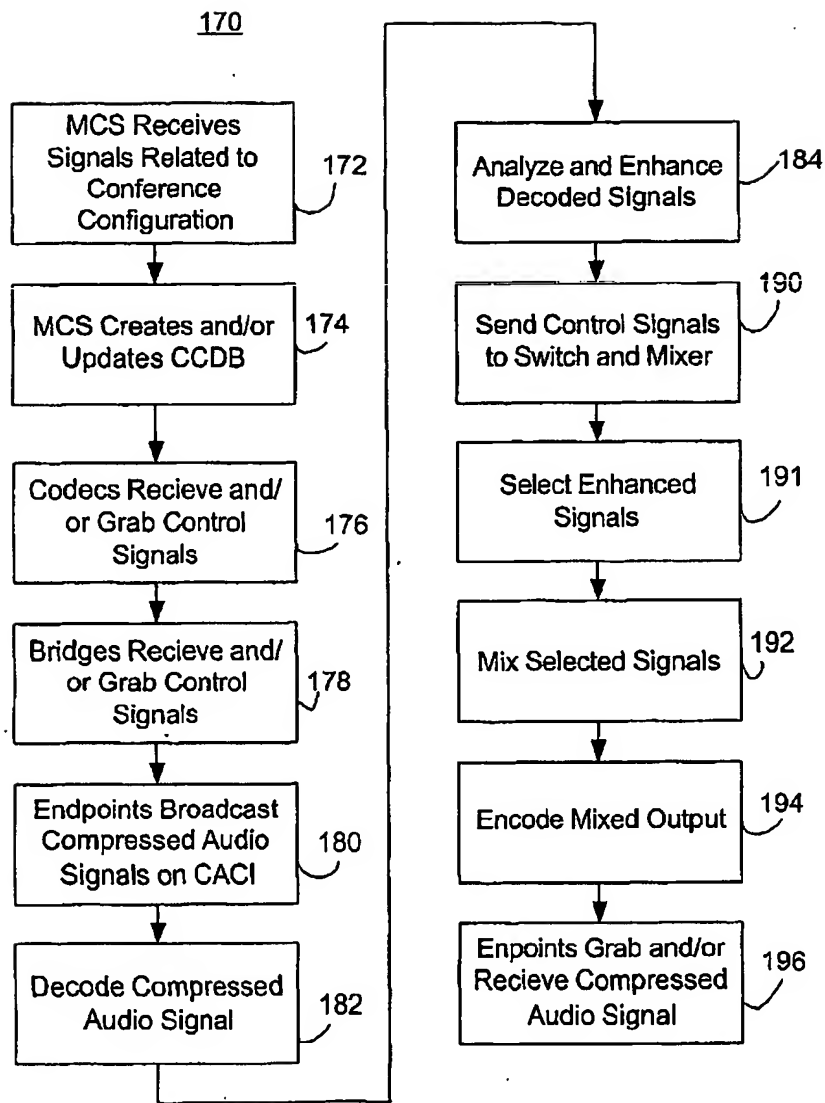 170
MCS Receives
Signals Related to
Conference
Configuration
172
MCS Creates and/or
Updates CCDB
174
Codecs Recieve and/
or Grab Control
Signals
176
Bridges Recieve and/
or Grab Control
Signals
178
Endpoints Broadcast
Compressed Audio
Signals on CACI
180
Decode Compressed
Audio Signal
182
Analyze and Enhance
Decoded Signals
184
Send Control Signals
to Switch and Mixer
190
Select Enhanced
Signals
191
Mix Selected Signals
192
Encode Mixed Output
194
Enpoints Grab and/or
Recieve Compressed
Audio Signal
196